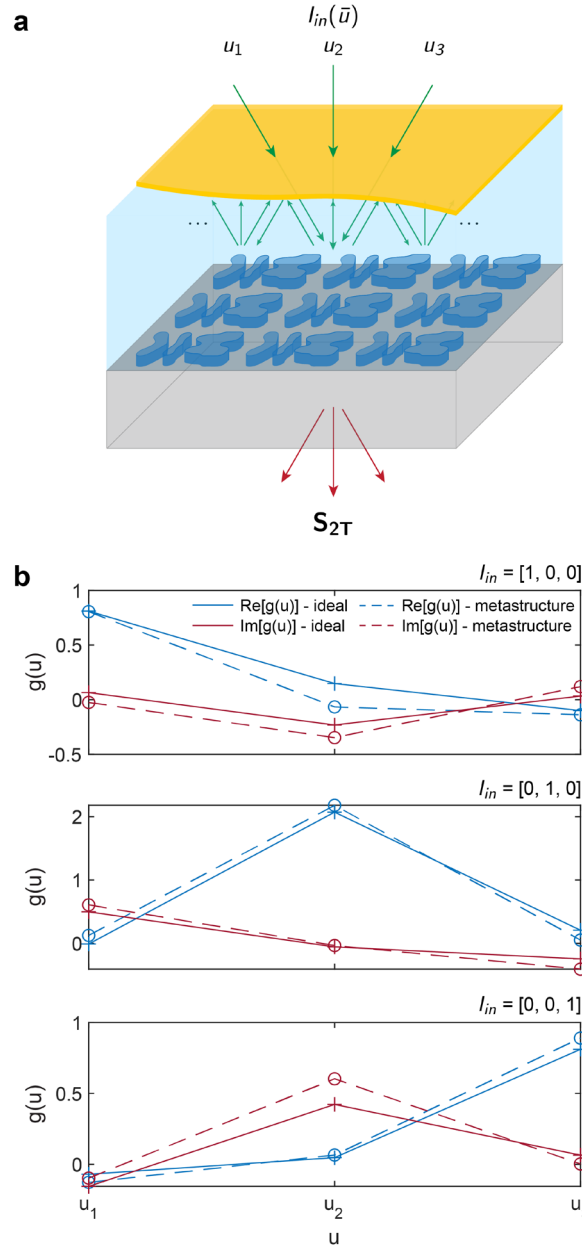 a
I_in(ū)
u₁ u₂ u₃
... ...
S₂T
b
I_in = [1, 0, 0]
Re[g(u)] - ideal Re[g(u)] - metastructure
Im[g(u)] - ideal Im[g(u)] - metastructure
g(u)
1
0.5
0
-0.5
I_in = [0, 1, 0]
g(u)
2
1
0
I_in = [0, 0, 1]
g(u)
1
0.5
0
u₁ u₂ u
u